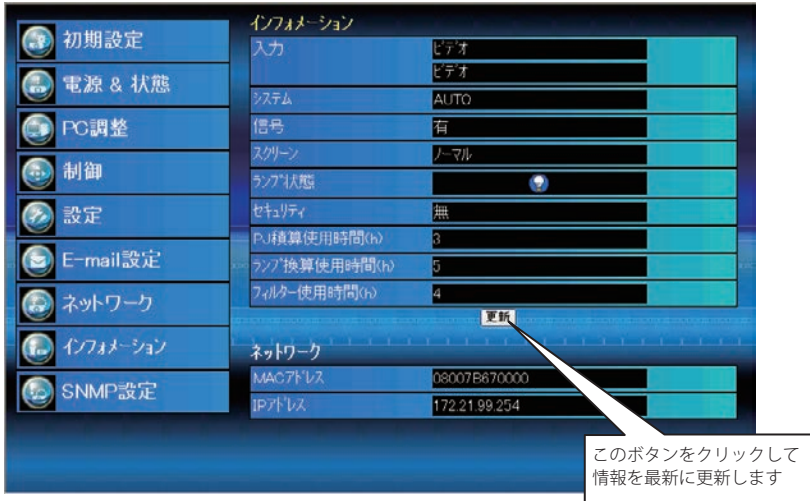 初期設定
電源 & 状態
PC調整
制御
設定
E-mail設定
ネットワーク
インフォメーション
SNMP設定
インフォメーション
入力 ビデオ
ビデオ
システム AUTO
信号 有
スクリーン ノーマル
ランプ状態
セキュリティ 無
PJ積算使用時間(h) 3
ランプ換算使用時間(h) 5
フィルター使用時間(h) 4
更新
ネットワーク
MACアドレス 08007B670000
IPアドレス 172.21.99.254
このボタンをクリックして
情報を最新に更新します